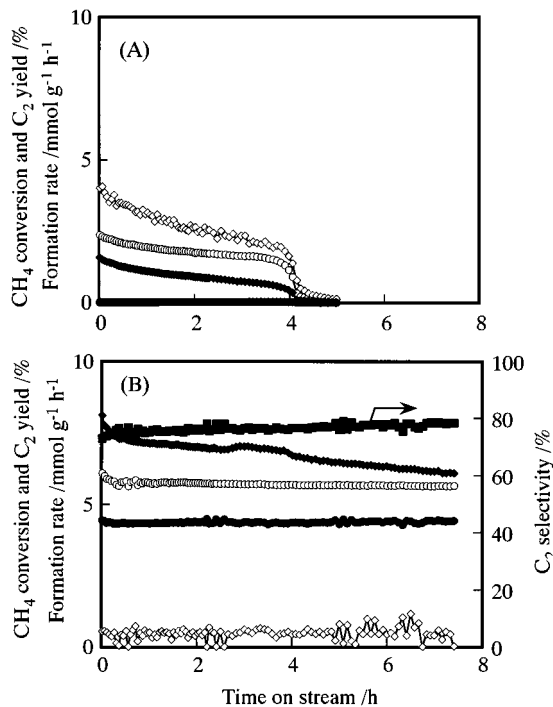 10
(A)
5
0
0
2
4
6
8
CH₄ conversion and C₂ yield /%
Formation rate /mmol g⁻¹ h⁻¹
10
(B)
5
0
100
80
60
40
20
0
0
2
4
6
8
CH₄ conversion and C₂ yield /%
Formation rate /mmol g⁻¹ h⁻¹
C₂ selectivity /%
Time on stream /h